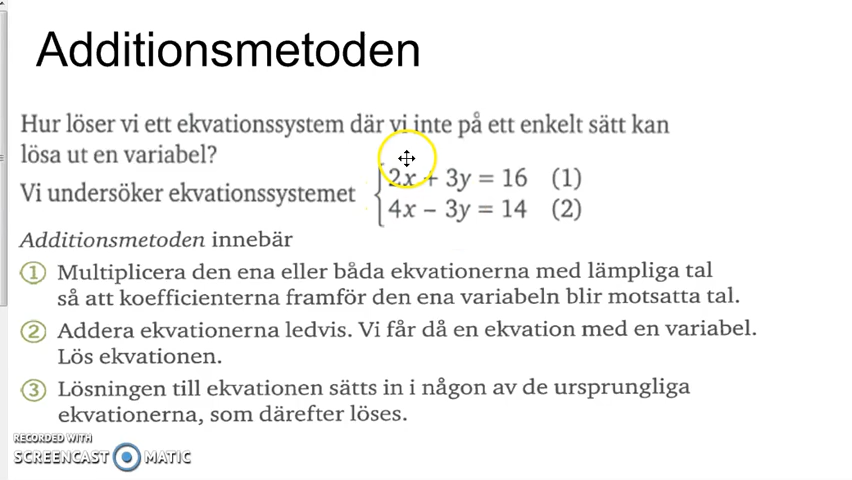 Additionsmetoden
Hur löser vi ett ekvationssystem där vi inte på ett enkelt sätt kan
lösa ut en variabel?
Vi undersöker ekvationssystemet
2x + 3y = 16 (1)
4x − 3y = 14 (2)
Additionsmetoden innebär
1 Multiplicera den ena eller båda ekvationerna med lämpliga tal
så att koefficienterna framför den ena variabeln blir motsatta tal.
2 Addera ekvationerna ledvis. Vi får då en ekvation med en variabel.
Lös ekvationen.
3 Lösningen till ekvationen sätts in i någon av de ursprungliga
ekvationerna, som därefter löses.
RECORDED WITH
SCREENCAST MATIC